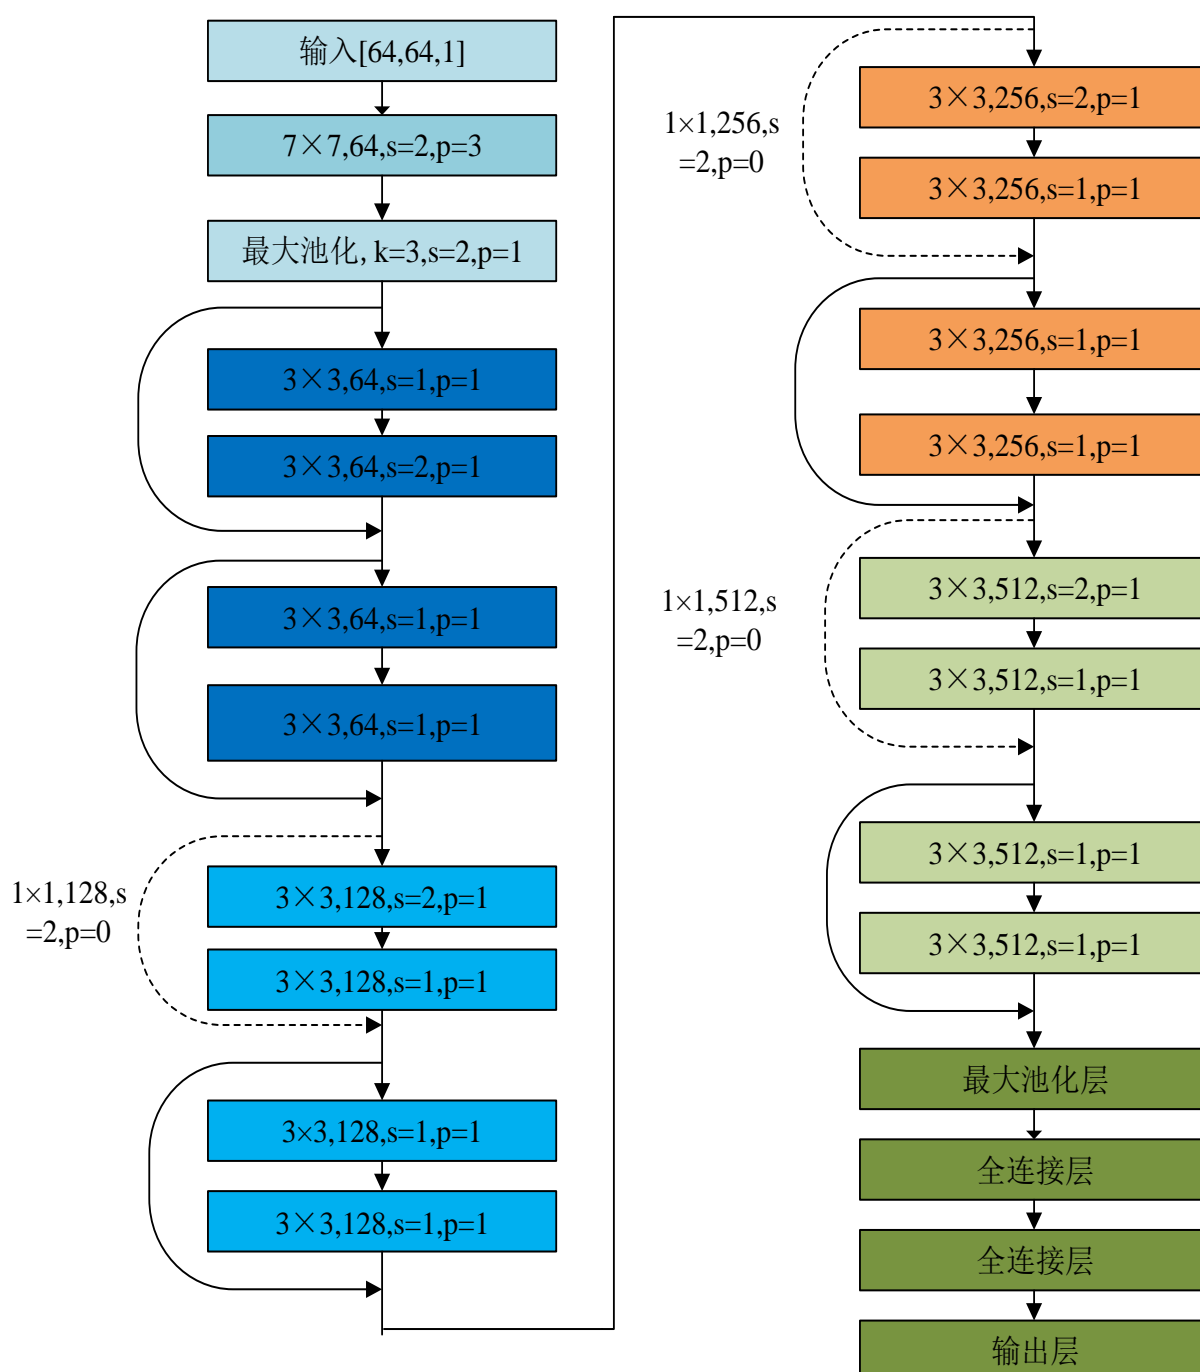 输入[64,64,1]
7×7,64,s=2,p=3
最大池化, k=3,s=2,p=1
3×3,64,s=1,p=1
3×3,64,s=2,p=1
3×3,64,s=1,p=1
3×3,64,s=1,p=1
1×1,128,s
=2,p=0
3×3,128,s=2,p=1
3×3,128,s=1,p=1
3×3,128,s=1,p=1
3×3,128,s=1,p=1
1×1,256,s
=2,p=0
3×3,256,s=2,p=1
3×3,256,s=1,p=1
3×3,256,s=1,p=1
3×3,256,s=1,p=1
1×1,512,s
=2,p=0
3×3,512,s=2,p=1
3×3,512,s=1,p=1
3×3,512,s=1,p=1
3×3,512,s=1,p=1
最大池化层
全连接层
全连接层
输出层